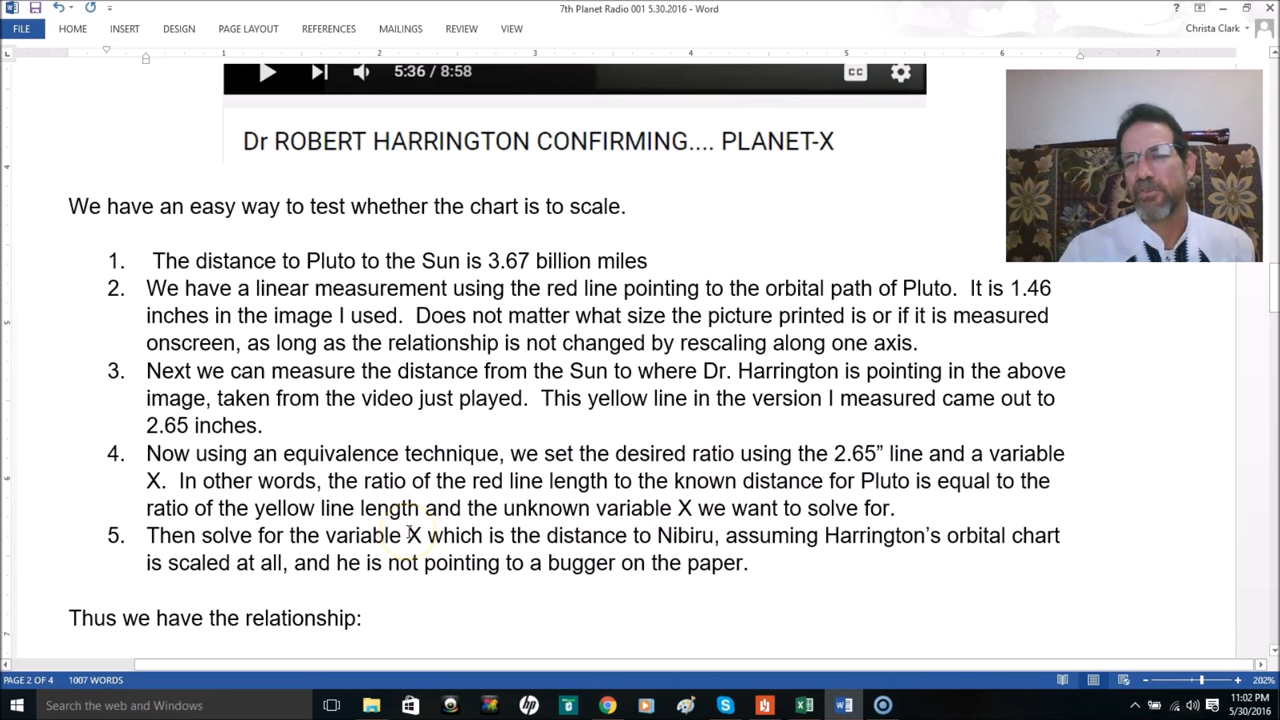 7th Planet Radio 001 5.30.2016 - Word
FILE HOME INSERT DESIGN PAGE LAYOUT REFERENCES MAILINGS REVIEW VIEW
Christa Clark
1 2 3 4 5 6 7
5:36 / 8:58 CC
Dr ROBERT HARRINGTON CONFIRMING.... PLANET-X
We have an easy way to test whether the chart is to scale.
1. The distance to Pluto to the Sun is 3.67 billion miles
2. We have a linear measurement using the red line pointing to the orbital path of Pluto. It is 1.46
inches in the image I used. Does not matter what size the picture printed is or if it is measured
onscreen, as long as the relationship is not changed by rescaling along one axis.
3. Next we can measure the distance from the Sun to where Dr. Harrington is pointing in the above
image, taken from the video just played. This yellow line in the version I measured came out to
2.65 inches.
4. Now using an equivalence technique, we set the desired ratio using the 2.65” line and a variable
X. In other words, the ratio of the red line length to the known distance for Pluto is equal to the
ratio of the yellow line length and the unknown variable X we want to solve for.
5. Then solve for the variable X which is the distance to Nibiru, assuming Harrington’s orbital chart
is scaled at all, and he is not pointing to a bugger on the paper.
Thus we have the relationship:
4
5
6
7
PAGE 2 OF 4 1007 WORDS 202%
Search the web and Windows 11:02 PM
5/30/2016